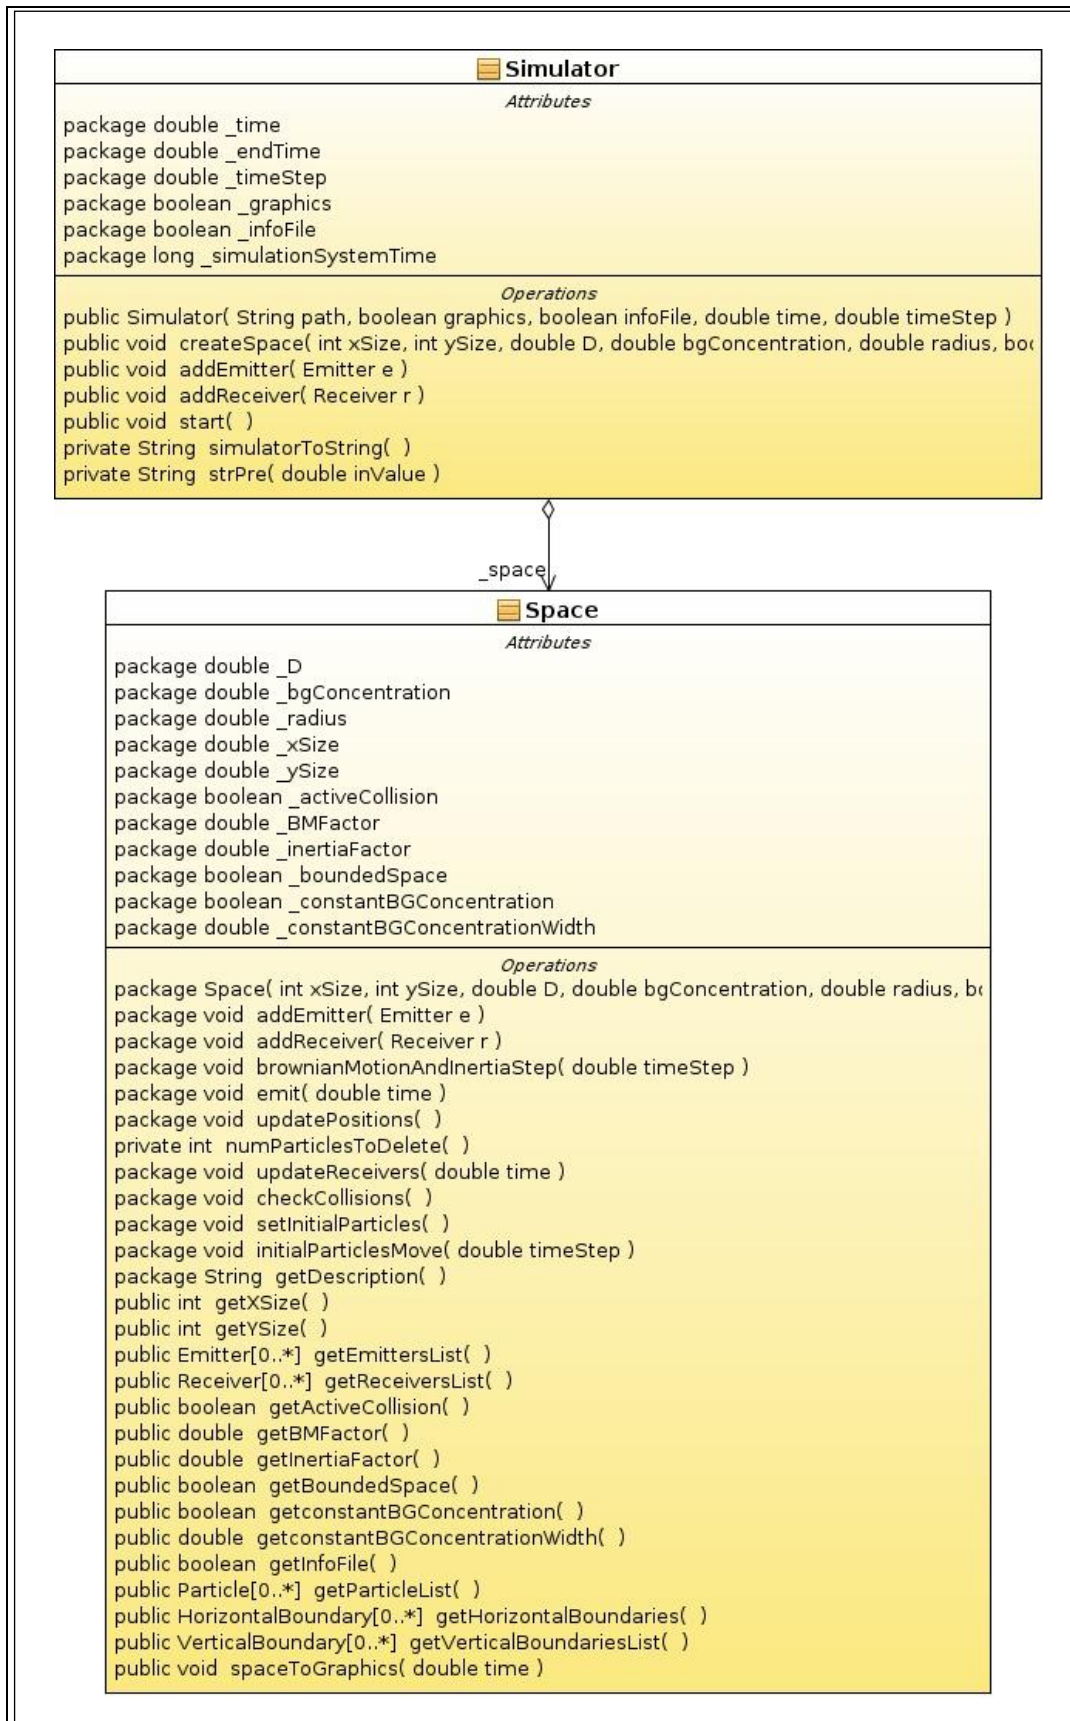 Simulator
Attributes
package double _time
package double _endTime
package double _timeStep
package boolean _graphics
package boolean _infoFile
package long _simulationSystemTime
Operations
public Simulator( String path, boolean graphics, boolean infoFile, double time, double timeStep )
public void createSpace( int xSize, int ySize, double D, double bgConcentration, double radius,
public void addEmitter( Emitter e )
public void addReceiver( Receiver r )
public void start( )
private String simulatorToString( )
private String strPre( double inValue )
_space
Space
Attributes
package double _D
package double _bgConcentration
package double _radius
package double _xSize
package double _ySize
package boolean _activeCollision
package double _BMFactor
package double _inertiaFactor
package boolean _boundedSpace
package boolean _constantBGConcentration
package double _constantBGConcentrationWidth
Operations
package Space( int xSize, int ySize, double D, double bgConcentration, double radius,
package void addEmitter( Emitter e )
package void addReceiver( Receiver r )
package void brownianMotionAndInertiaStep( double timeStep )
package void emit( double time )
package void updatePositions( )
private int numParticlesToDelete( )
package void updateReceivers( double time )
package void checkCollisions( )
package void setInitialParticles( )
package void initialParticlesMove( double timeStep )
package String getDescription( )
public int getXSize( )
public int getYSize( )
public Emitter[0..*] getEmittersList( )
public Receiver[0..*] getReceiversList( )
public boolean getActiveCollision( )
public double getBMFactor( )
public double getInertiaFactor( )
public boolean getBoundedSpace( )
public boolean getconstantBGConcentration( )
public double getconstantBGConcentrationWidth( )
public boolean getInfoFile( )
public Particle[0..*] getParticleList( )
public HorizontalBoundary[0..*] getHorizontalBoundaries( )
public VerticalBoundary[0..*] getVerticalBoundariesList( )
public void spaceToGraphics( double time )